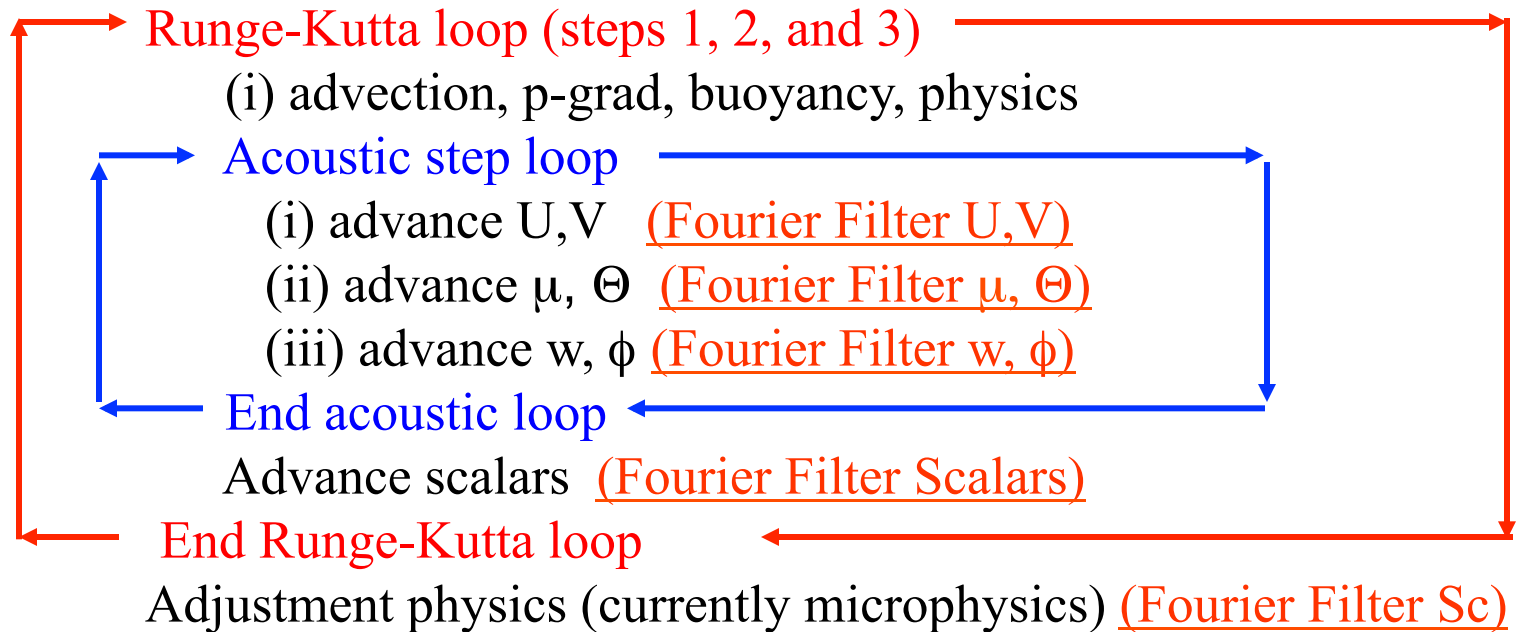 Runge-Kutta loop (steps 1, 2, and 3)
(i) advection, p-grad, buoyancy, physics
Acoustic step loop
(i) advance U,V (Fourier Filter U,V)
(ii) advance μ, Θ (Fourier Filter μ, Θ)
(iii) advance w, ϕ (Fourier Filter w, ϕ)
End acoustic loop
Advance scalars (Fourier Filter Scalars)
End Runge-Kutta loop
Adjustment physics (currently microphysics) (Fourier Filter Sc)